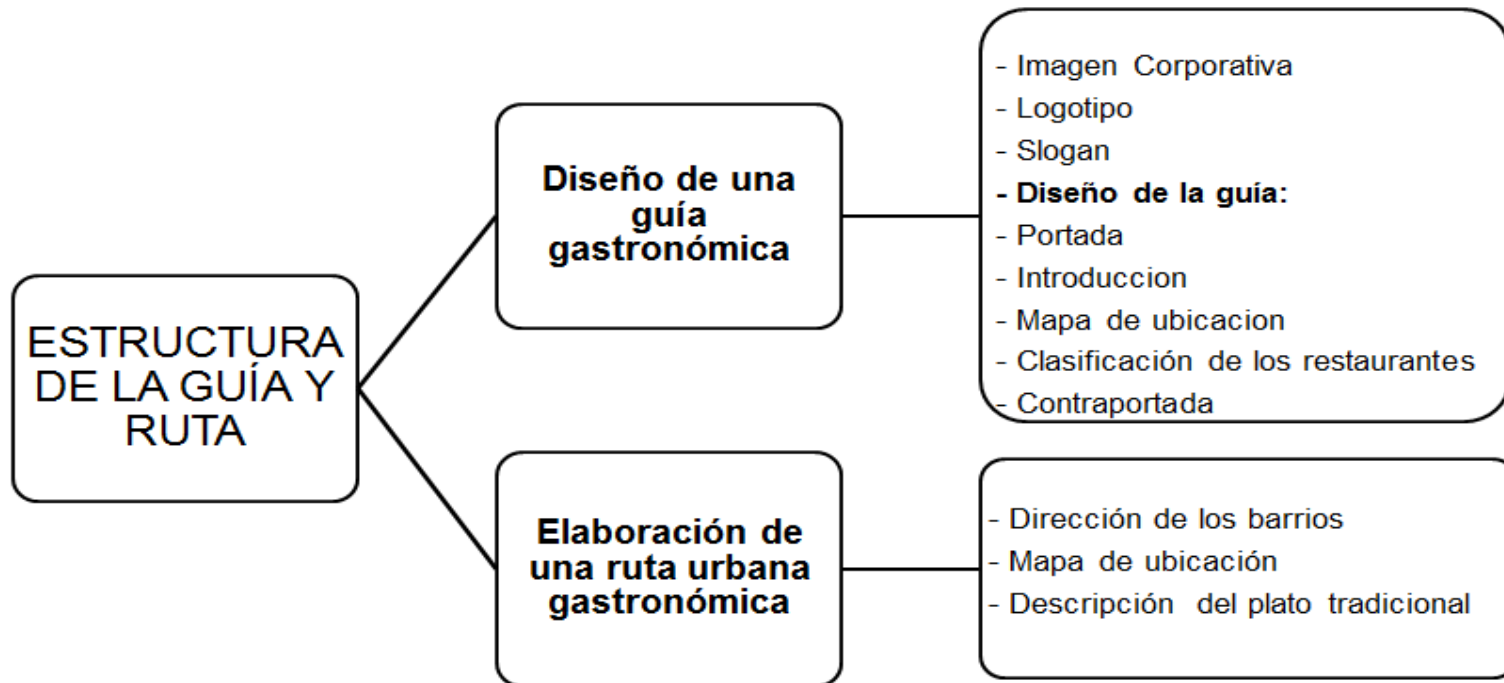 ESTRUCTURA
DE LA GUÍA Y
RUTA
Diseño de una
guía
gastronómica
- Imagen Corporativa
- Logotipo
- Slogan
- Diseño de la guía:
- Portada
- Introduccion
- Mapa de ubicacion
- Clasificación de los restaurantes
- Contraportada
Elaboración de
una ruta urbana
gastronómica
- Dirección de los barrios
- Mapa de ubicación
- Descripción del plato tradicional